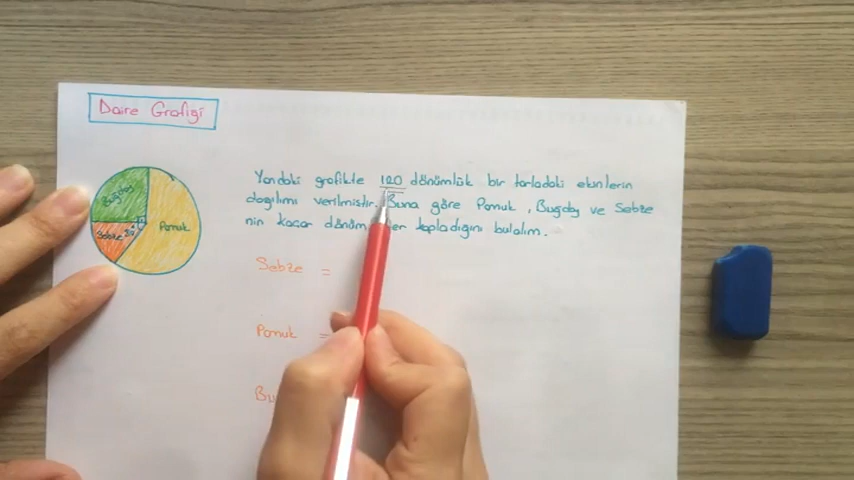 Daire Grafiği
Buğday
Sebze
Pamuk
Yandaki grafikte 120 dönümlük bir tarladaki ekinlerin
dağılımı verilmiştir. Buna göre Pamuk, Buğday ve Sebze
nin kaçar dönüm yer kapladığını bulalım.
Sebze =
Pamuk =